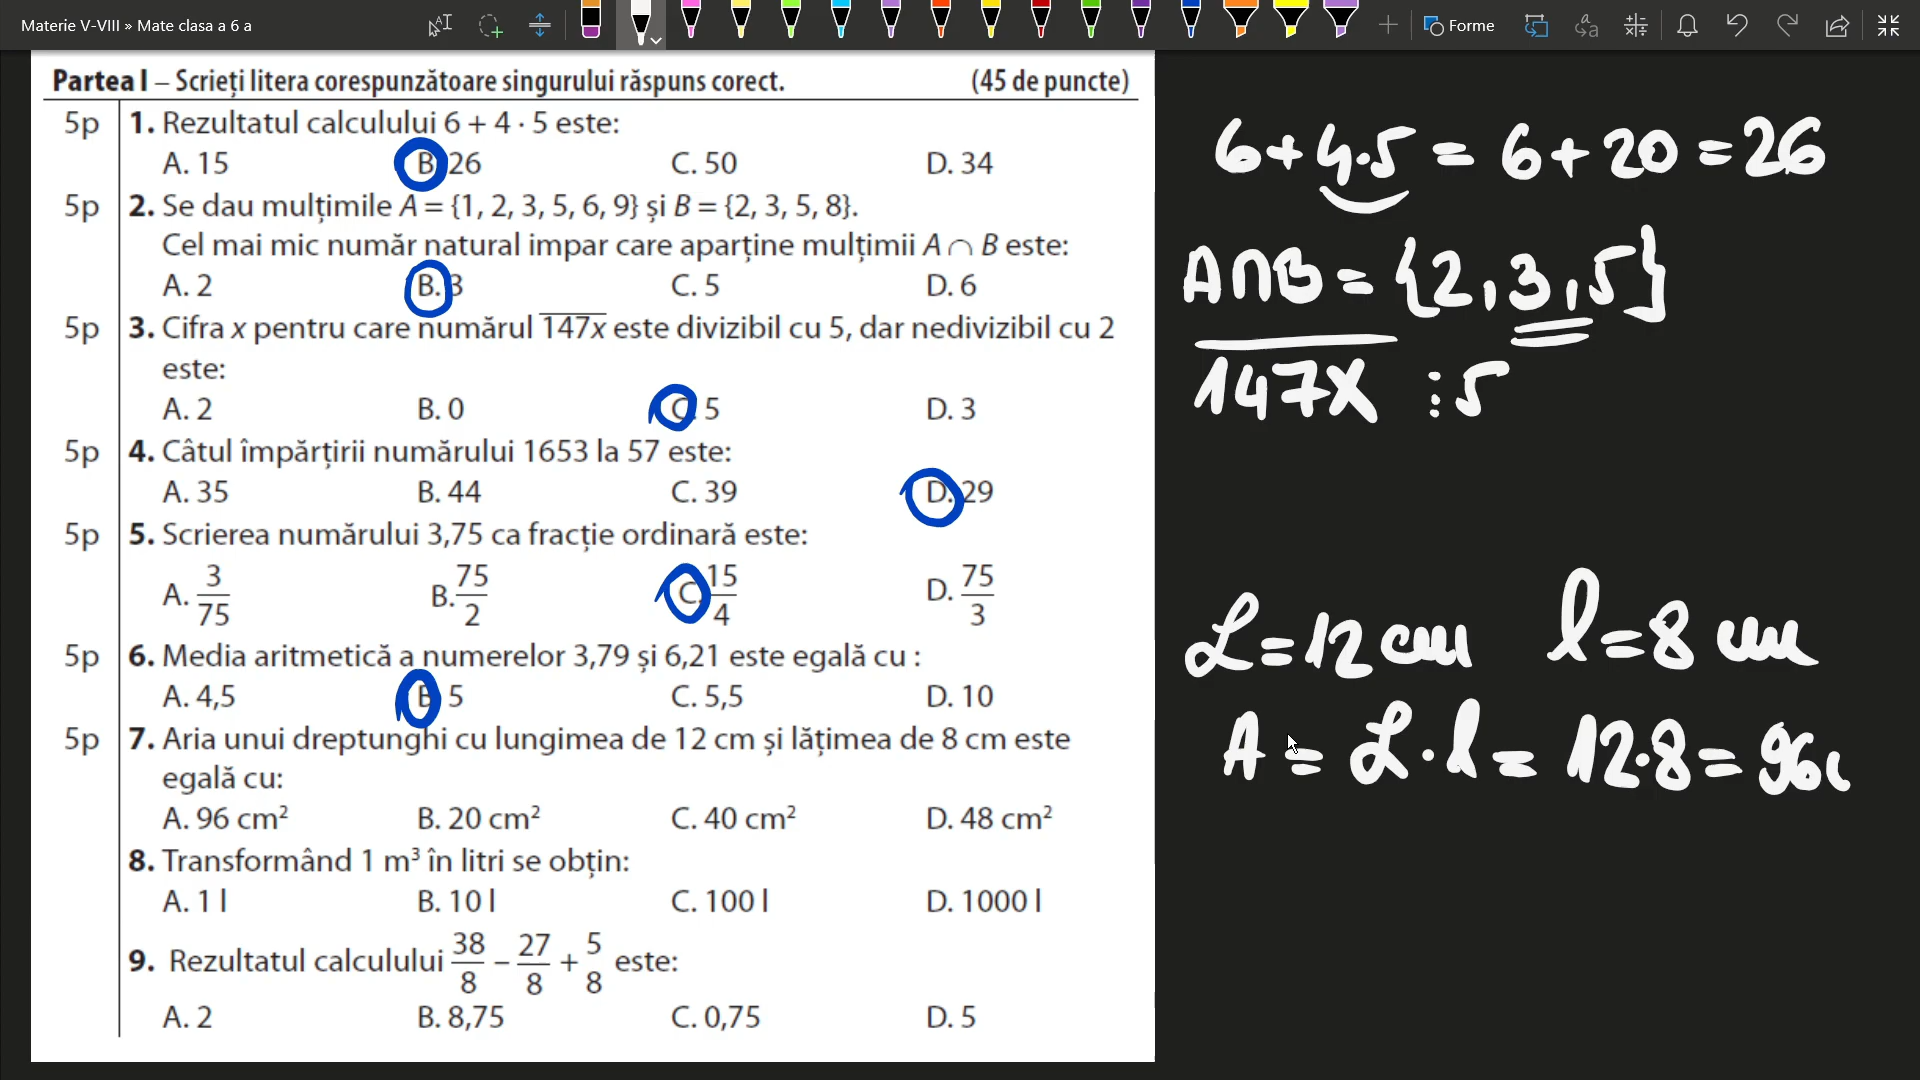 Materie V-VIII » Mate clasa a 6 a
Forme
Partea I – Scrieți litera corespunzătoare singurului răspuns corect. (45 de puncte)
5p 1. Rezultatul calculului 6 + 4 · 5 este:
A. 15 B. 26 C. 50 D. 34
5p 2. Se dau mulțimile A = {1, 2, 3, 5, 6, 9} și B = {2, 3, 5, 8}.
Cel mai mic număr natural impar care aparține mulțimii A ∩ B este:
A. 2 B. 3 C. 5 D. 6
5p 3. Cifra x pentru care numărul 147x este divizibil cu 5, dar nedivizibil cu 2
este:
A. 2 B. 0 C. 5 D. 3
5p 4. Câtul împărțirii numărului 1653 la 57 este:
A. 35 B. 44 C. 39 D. 29
5p 5. Scrierea numărului 3,75 ca fracție ordinară este:
A. 3/75 B. 75/2 C. 15/4 D. 75/3
5p 6. Media aritmetică a numerelor 3,79 și 6,21 este egală cu :
A. 4,5 B. 5 C. 5,5 D. 10
5p 7. Aria unui dreptunghi cu lungimea de 12 cm și lățimea de 8 cm este
egală cu:
A. 96 cm² B. 20 cm² C. 40 cm² D. 48 cm²
8. Transformând 1 m³ în litri se obțin:
A. 1 l B. 10 l C. 100 l D. 1000 l
9. Rezultatul calculului 38/8 – 27/8 + 5/8 este:
A. 2 B. 8,75 C. 0,75 D. 5
6+4·5 = 6+20 = 26
A∩B = {2, 3, 5}
147x ⋮ 5
L = 12 cm l = 8 cm
A = L · l = 12·8 = 96c